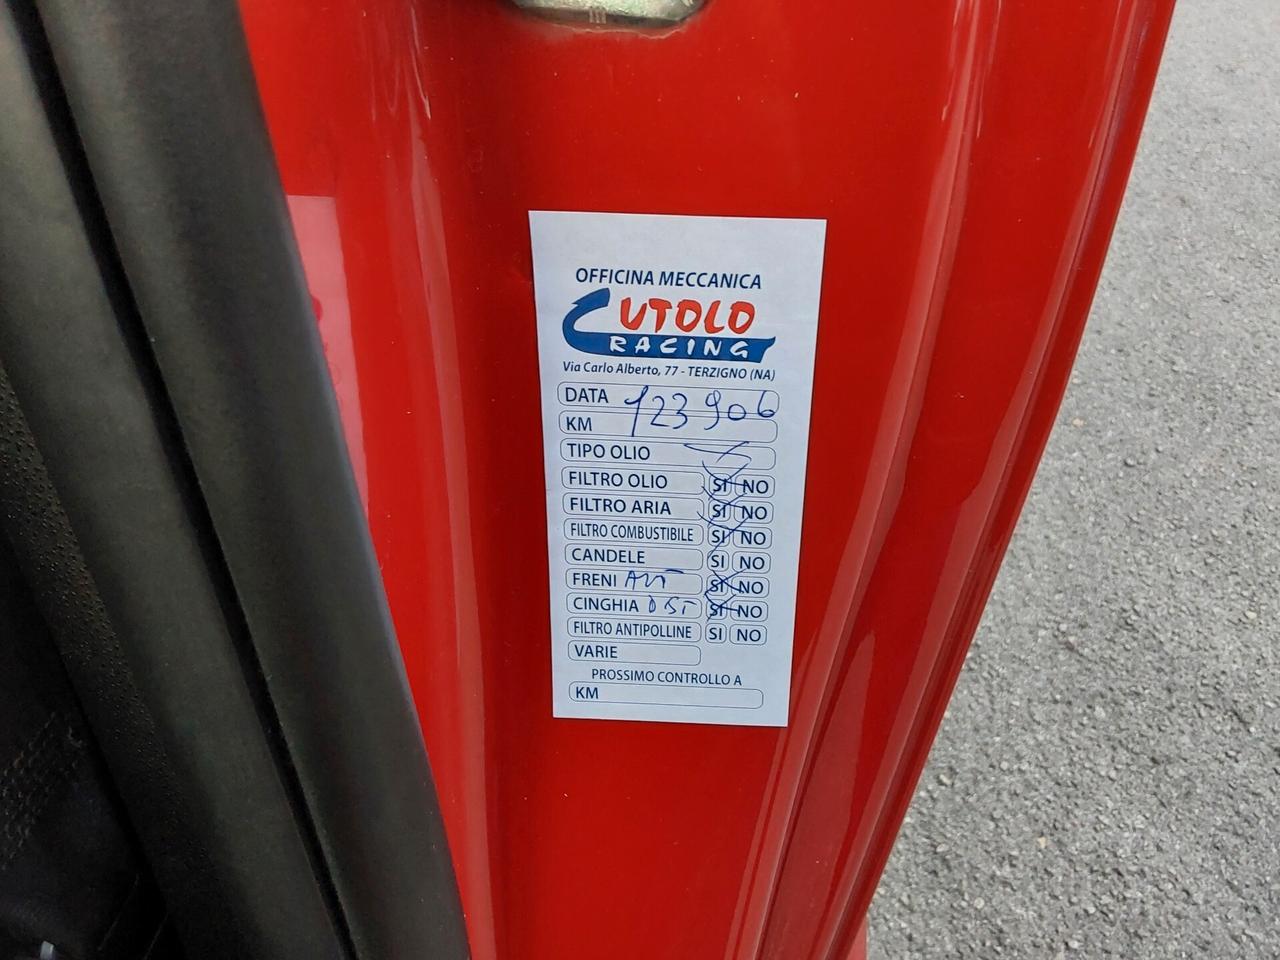 OFFICINA MECCANICA
CUTOLO
RACING
Via Carlo Alberto, 77 - TERZIGNO (NA)
DATA 123906
KM
TIPO OLIO
FILTRO OLIO SI NO
FILTRO ARIA SI NO
FILTRO COMBUSTIBILE SI NO
CANDELE SI NO
FRENI ANT SI NO
CINGHIA DIST SI NO
FILTRO ANTIPOLLINE SI NO
VARIE
PROSSIMO CONTROLLO A
KM